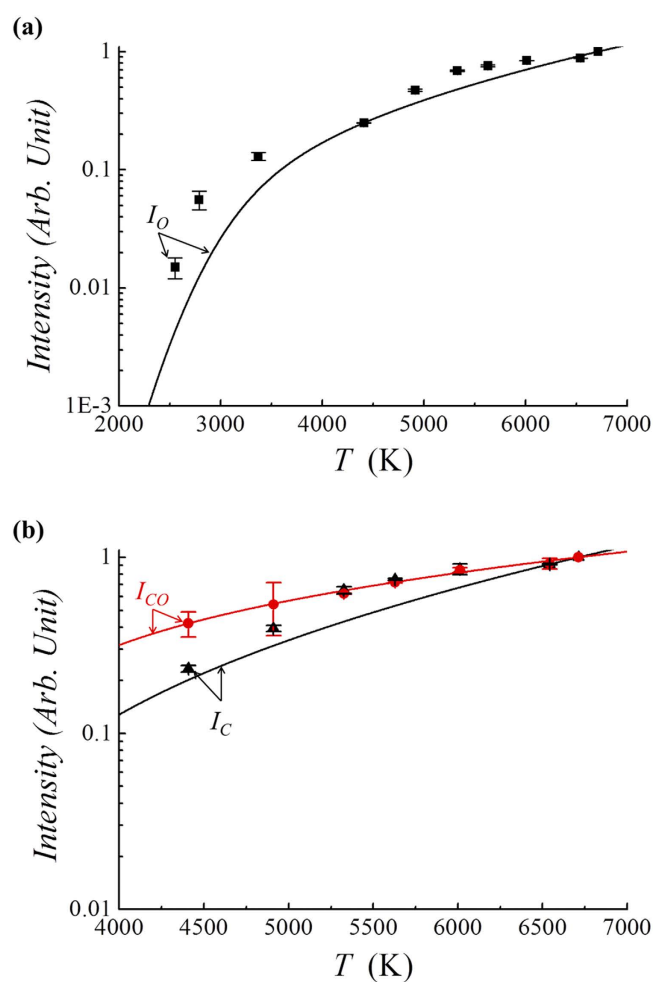 (a)
Intensity (Arb. Unit)
1
0.1
0.01
1E-3
I_O
2000 3000 4000 5000 6000 7000
T (K)
(b)
Intensity (Arb. Unit)
1
0.1
0.01
I_CO
I_C
4000 4500 5000 5500 6000 6500 7000
T (K)